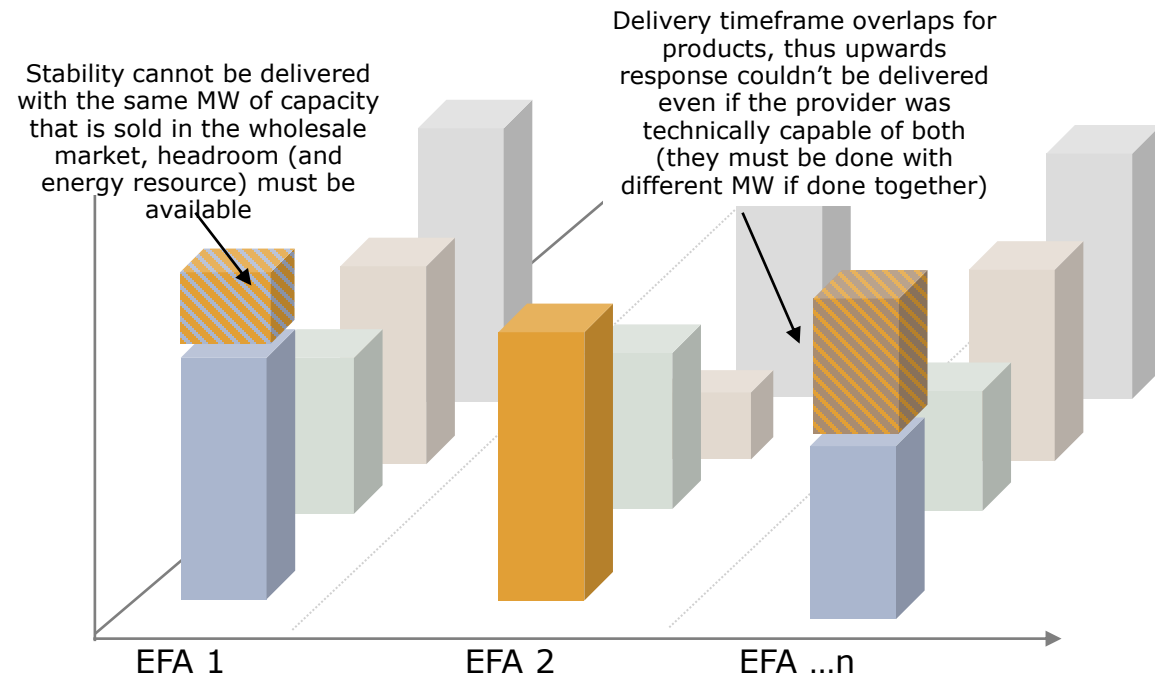 Stability cannot be delivered
with the same MW of capacity
that is sold in the wholesale
market, headroom (and
energy resource) must be
available
Delivery timeframe overlaps for
products, thus upwards
response couldn’t be delivered
even if the provider was
technically capable of both
(they must be done with
different MW if done together)
EFA 1
EFA 2
EFA ...n